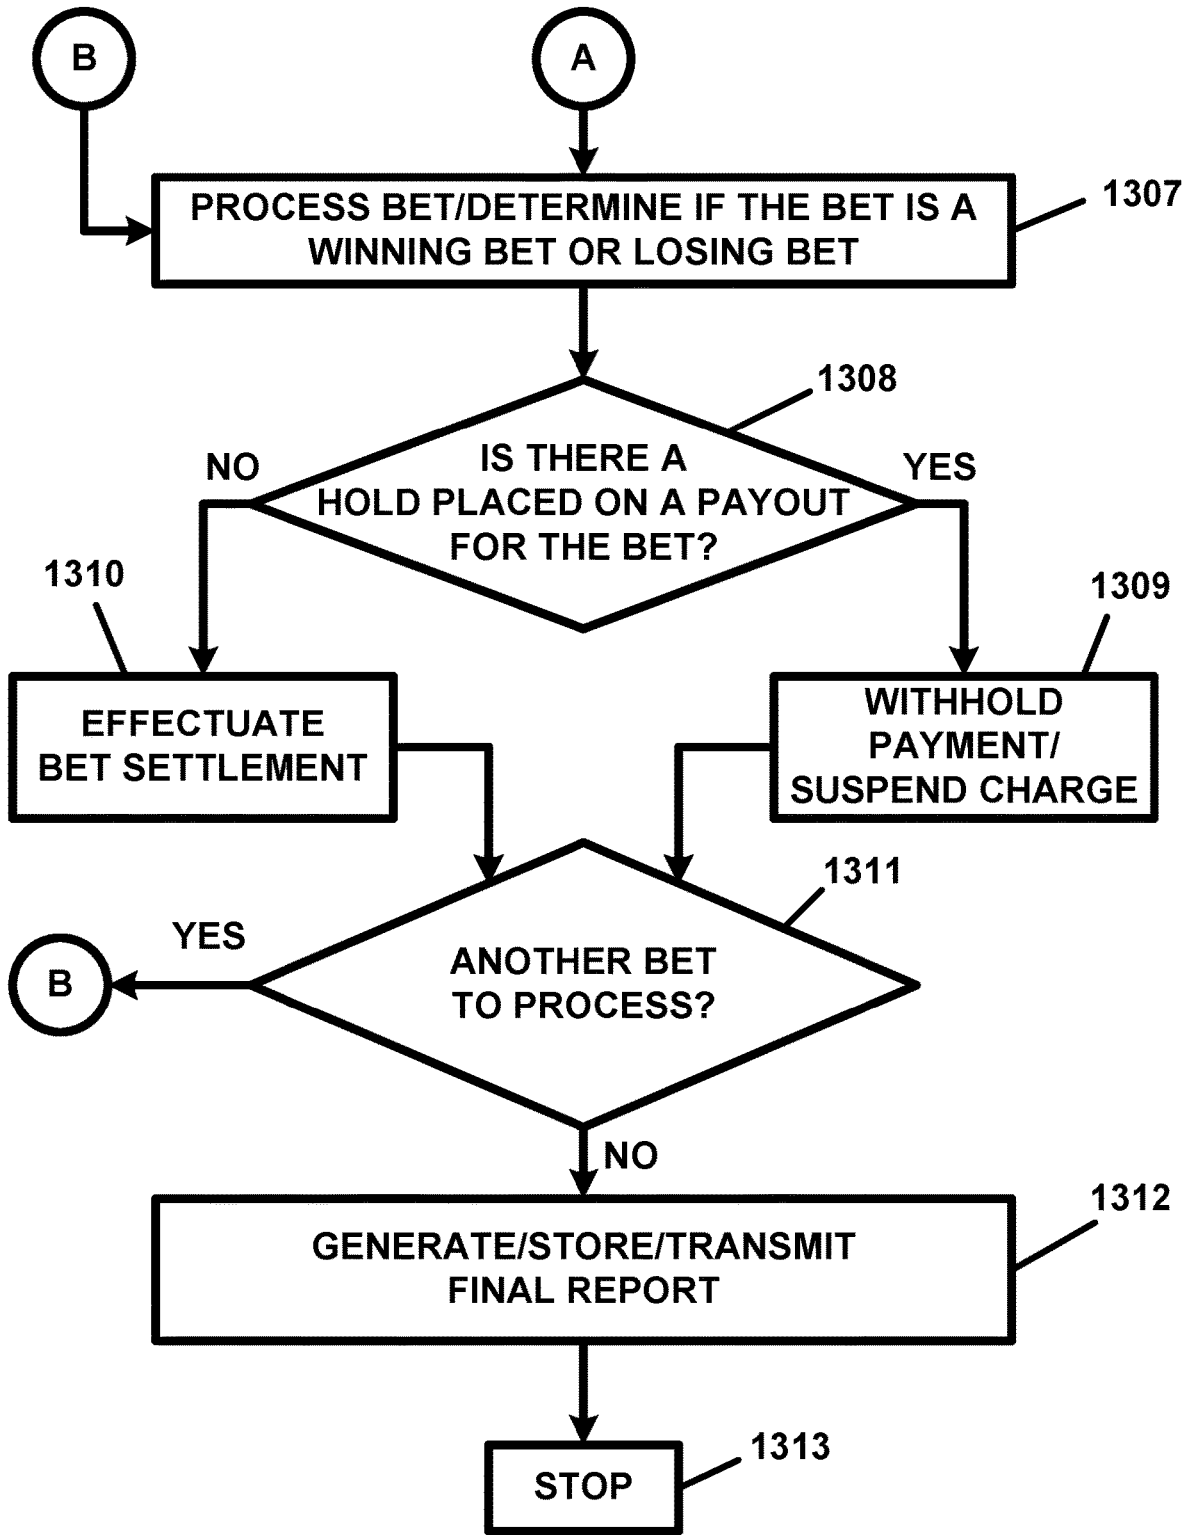 B
A
PROCESS BET/DETERMINE IF THE BET IS A
WINNING BET OR LOSING BET
1307
1308
IS THERE A
HOLD PLACED ON A PAYOUT
FOR THE BET?
NO
YES
1310
1309
EFFECTUATE
BET SETTLEMENT
WITHHOLD
PAYMENT/
SUSPEND CHARGE
1311
YES
B
ANOTHER BET
TO PROCESS?
NO
1312
GENERATE/STORE/TRANSMIT
FINAL REPORT
1313
STOP